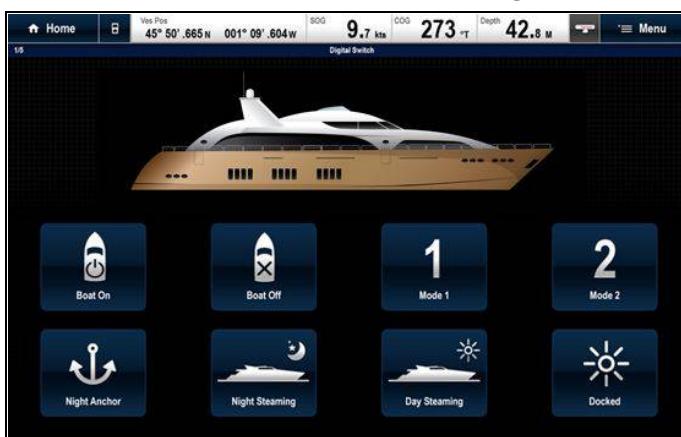 Home
Ves Pos
45° 50' .665 N 001° 09' .604 W
SOG
9.7 kts
COG
273 °T
Depth
42.8 M
Menu
1/5
Digital Switch
Boat On
Boat Off
1
Mode 1
2
Mode 2
Night Anchor
Night Steaming
Day Steaming
Docked